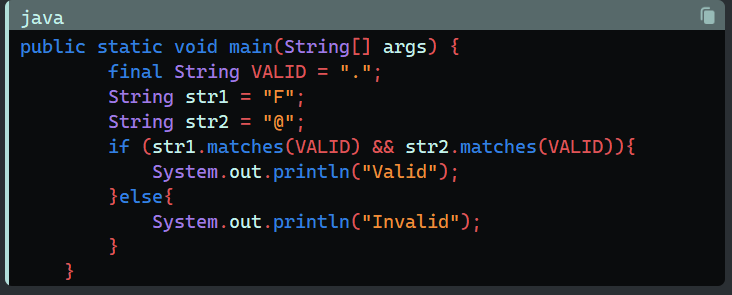 java
public static void main(String[] args) {
        final String VALID = ".";
        String str1 = "F";
        String str2 = "@";
        if (str1.matches(VALID) && str2.matches(VALID)){
            System.out.println("Valid");
        }else{
            System.out.println("Invalid");
        }
    }